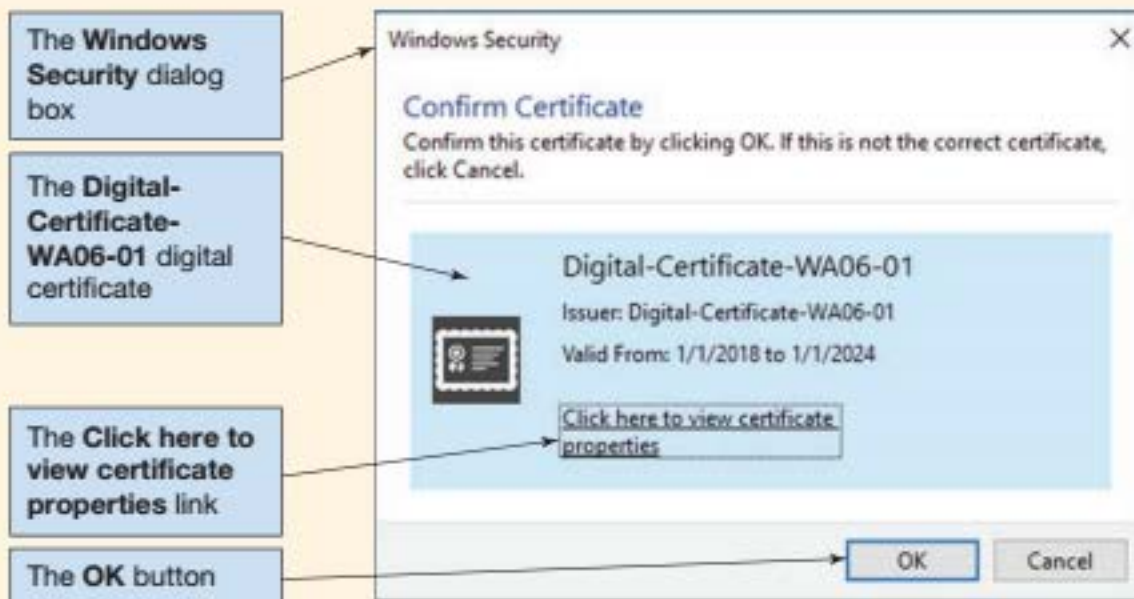 The Windows
Security dialog
box
The Digital-
Certificate-
WA06-01 digital
certificate
The Click here to
view certificate
properties link
The OK button
Windows Security
Confirm Certificate
Confirm this certificate by clicking OK. If this is not the correct certificate,
click Cancel.
Digital-Certificate-WA06-01
Issuer: Digital-Certificate-WA06-01
Valid From: 1/1/2018 to 1/1/2024
Click here to view certificate
properties
OK
Cancel